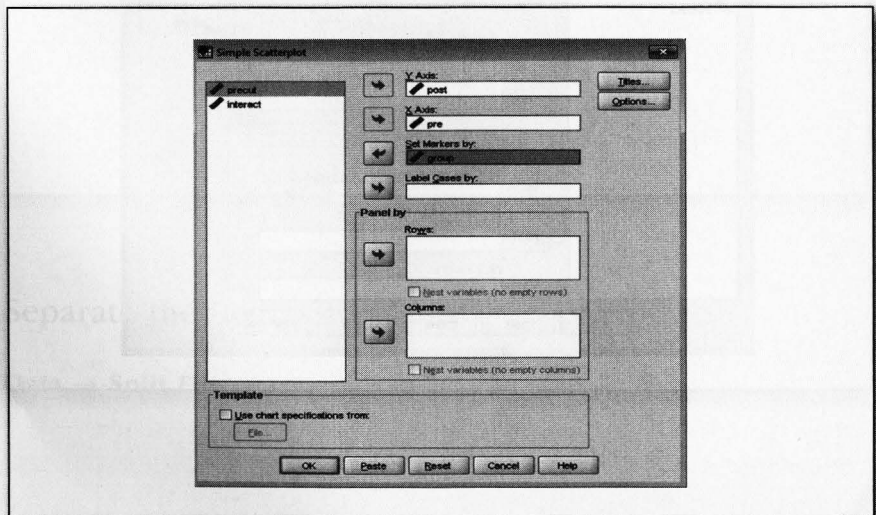 Simple Scatterplot
precut
interact
Y Axis:
post
X Axis:
pre
Set Markers by:
group
Label Cases by:
Panel by
Rows:
Nest variables (no empty rows)
Columns:
Nest variables (no empty columns)
Titles...
Options...
Template
Use chart specifications from:
File...
OK Paste Reset Cancel Help
Separat
Data → Split F